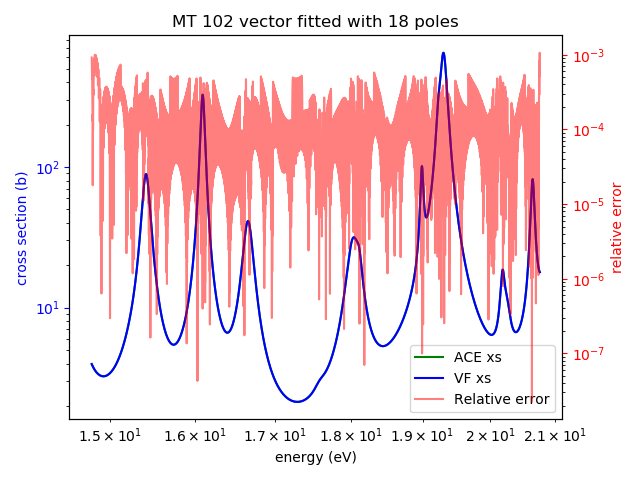 MT 102 vector fitted with 18 poles
cross section (b)
10²
10¹
relative error
10⁻³
10⁻⁴
10⁻⁵
10⁻⁶
10⁻⁷
ACE xs
VF xs
Relative error
1.5 × 10¹ 1.6 × 10¹ 1.7 × 10¹ 1.8 × 10¹ 1.9 × 10¹ 2 × 10¹ 2.1 × 10¹
energy (eV)